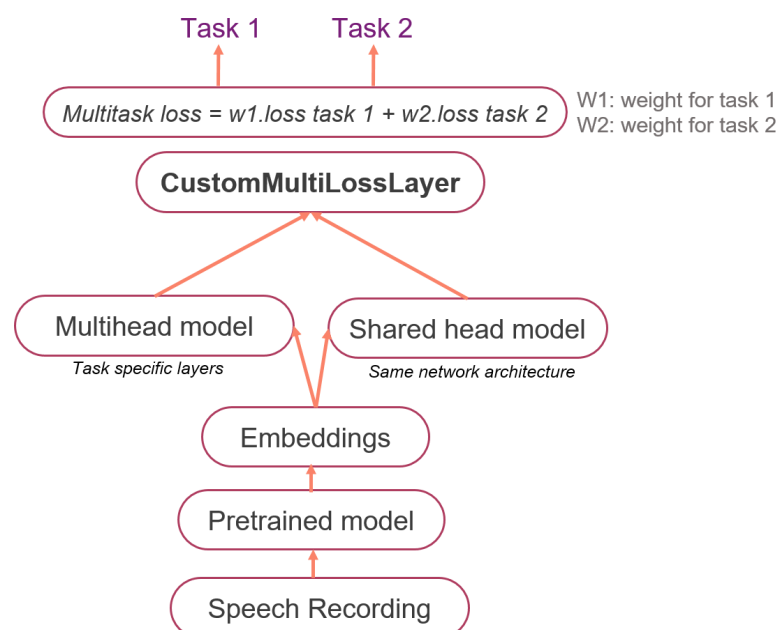 Task 1 Task 2
Multitask loss = w1.loss task 1 + w2.loss task 2
W1: weight for task 1
W2: weight for task 2
CustomMultiLossLayer
Multihead model
Shared head model
Task specific layers
Same network architecture
Embeddings
Pretrained model
Speech Recording